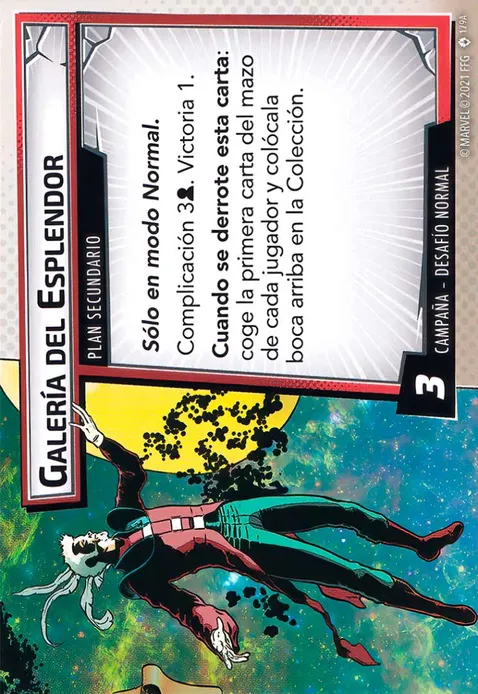 GALERÍA DEL ESPLENDOR
PLAN SECUNDARIO
Sólo en modo Normal.
Complicación 3. Victoria 1.
Cuando se derrote esta carta:
coge la primera carta del mazo
de cada jugador y colócala
boca arriba en la Colección.
3
CAMPAÑA – DESAFÍO NORMAL
© MARVEL © 2021 FFG 1/9A